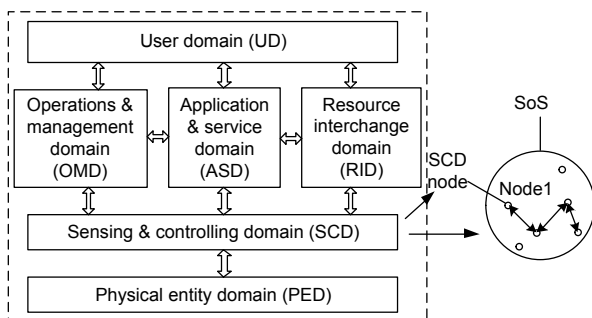 User domain (UD)
Operations &
management
domain
(OMD)
Application
& service
domain
(ASD)
Resource
interchange
domain
(RID)
Sensing & controlling domain (SCD)
Physical entity domain (PED)
SoS
SCD
node
Node1